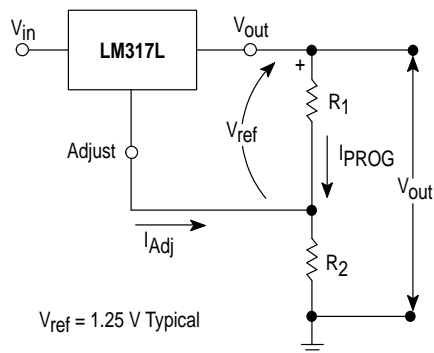 Vin
LM317L
Vout
+
R1
Vref
Adjust
IPROG
Vout
IAdj
R2
Vref = 1.25 V Typical